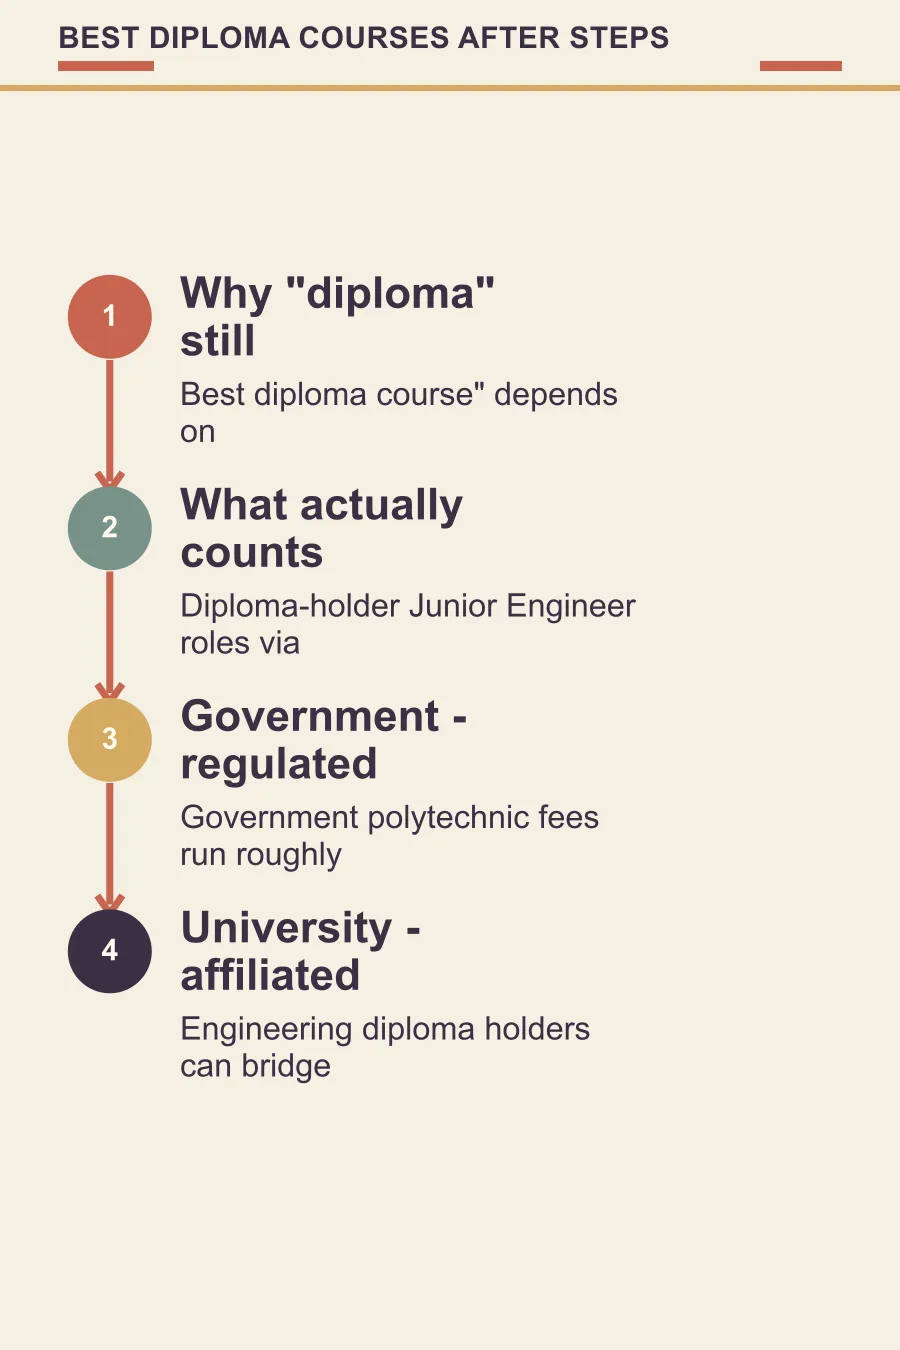 BEST DIPLOMA COURSES AFTER STEPS
1
Why "diploma"
still
Best diploma course" depends
on
2
What actually
counts
Diploma-holder Junior Engineer
roles via
3
Government -
regulated
Government polytechnic fees
run roughly
4
University -
affiliated
Engineering diploma holders
can bridge